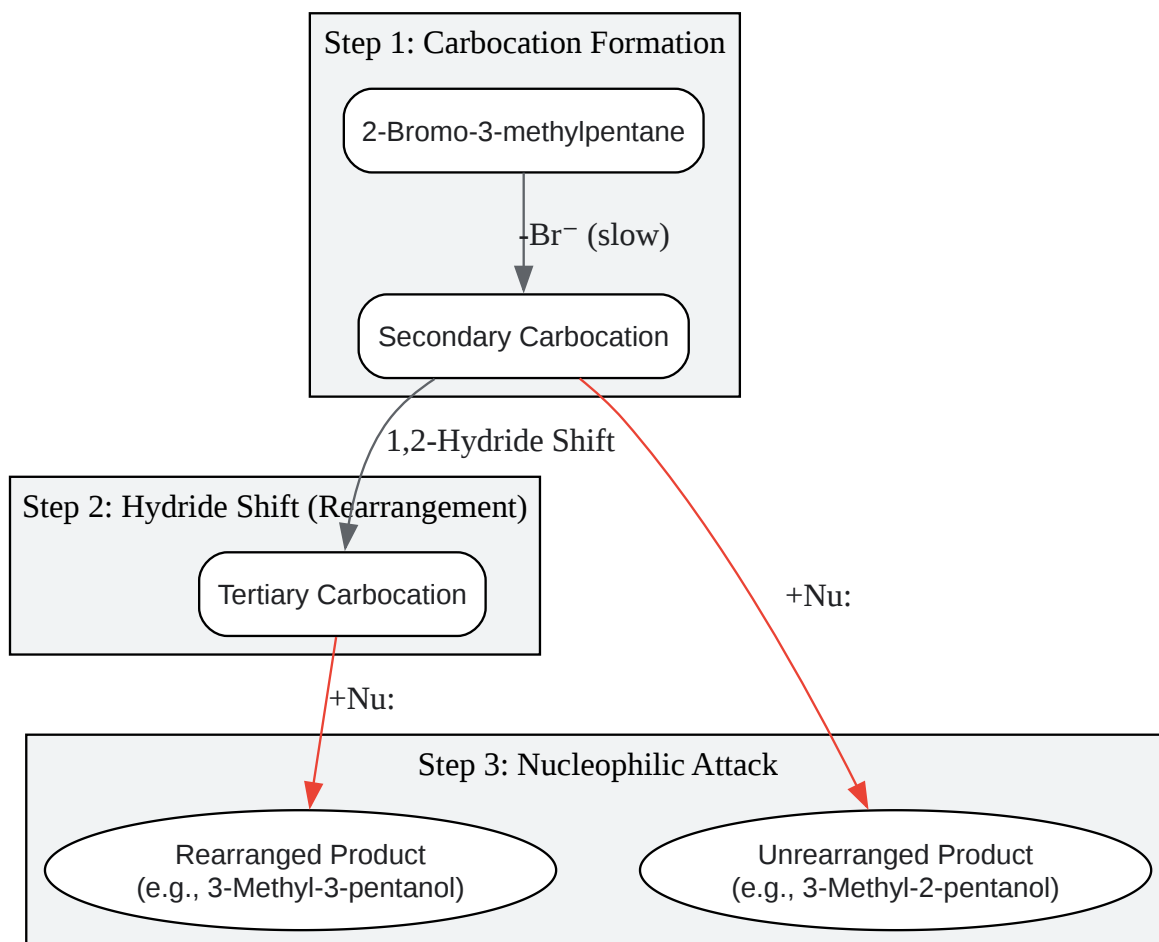 Step 1: Carbocation Formation
2-Bromo-3-methylpentane
-Br⁻ (slow)
Secondary Carbocation
1,2-Hydride Shift
Step 2: Hydride Shift (Rearrangement)
Tertiary Carbocation
+Nu:
+Nu:
Step 3: Nucleophilic Attack
Rearranged Product
(e.g., 3-Methyl-3-pentanol)
Unrearranged Product
(e.g., 3-Methyl-2-pentanol)